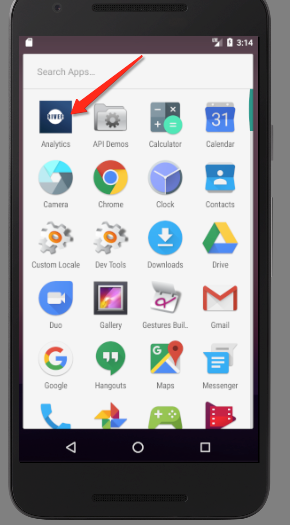 3:14
Search Apps...
Analytics API Demos Calculator Calendar
31
Camera Chrome Clock Contacts
Custom Locale Dev Tools Downloads Drive
Duo Gallery Gestures Buil.. Gmail
G
Google Hangouts Maps Messenger